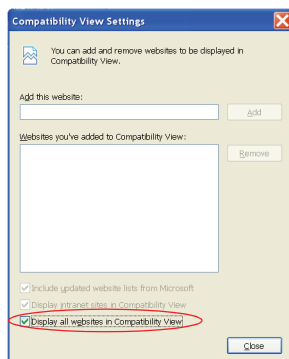 Compatibility View Settings
You can add and remove websites to be displayed in
Compatibility View.
Add this website:
Add
Websites you've added to Compatibility View:
Remove
Include updated website lists from Microsoft
Display intranet sites in Compatibility View
Display all websites in Compatibility View
Close